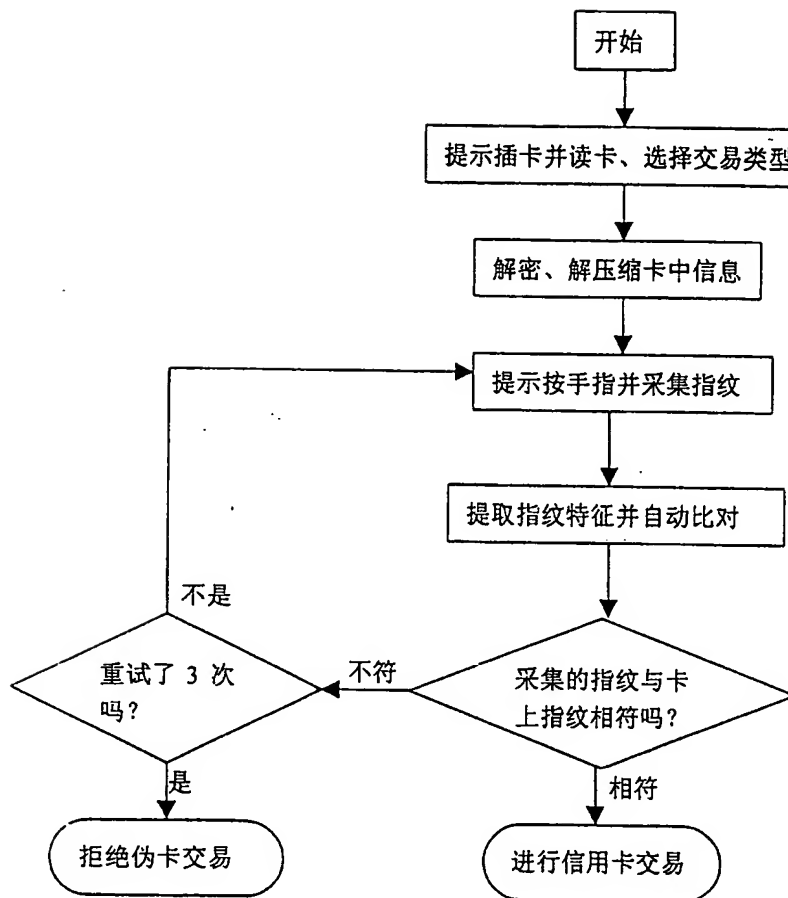 开始
提示插卡并读卡、选择交易类型
解密、解压缩卡中信息
提示按手指并采集指纹
提取指纹特征并自动比对
不是
重试了 3 次
吗?
不符
采集的指纹与卡
上指纹相符吗?
是
相符
拒绝伪卡交易
进行信用卡交易